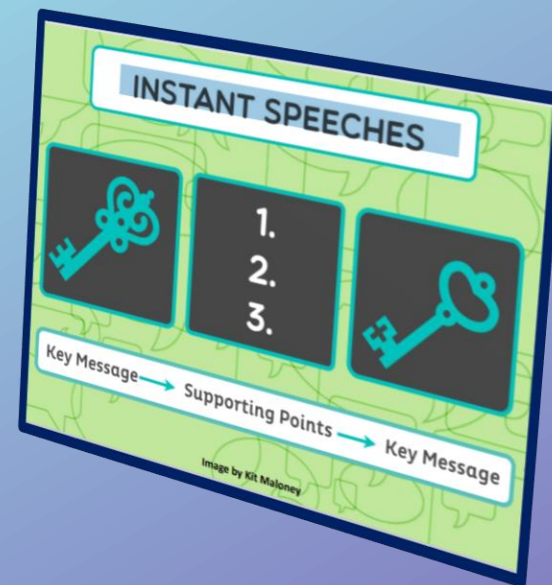 INSTANT SPEECHES
1.
2.
3.
Key Message → Supporting Points → Key Message
Image by Kit Maloney